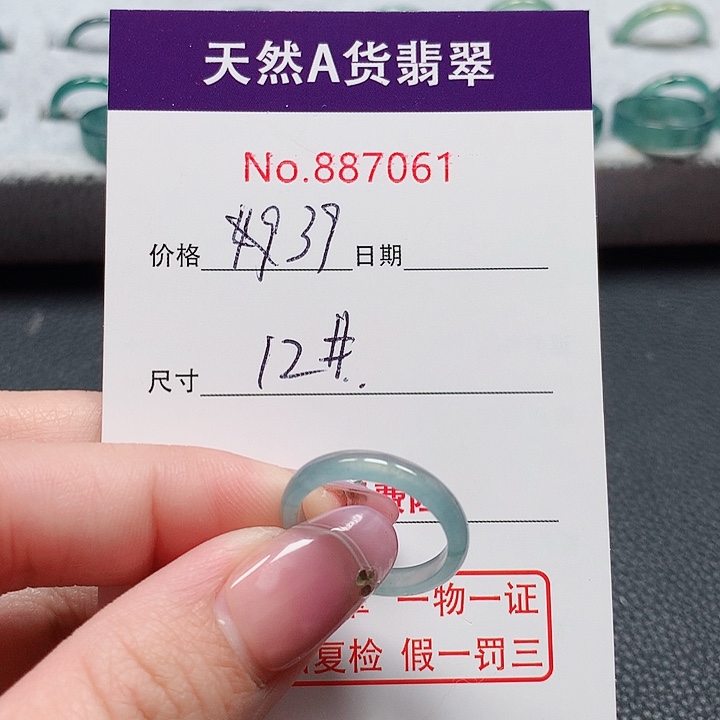 天然A货翡翠
No.887061
价格 ¥939 日期
尺寸 12#
费
一物一证
复检 假一罚三